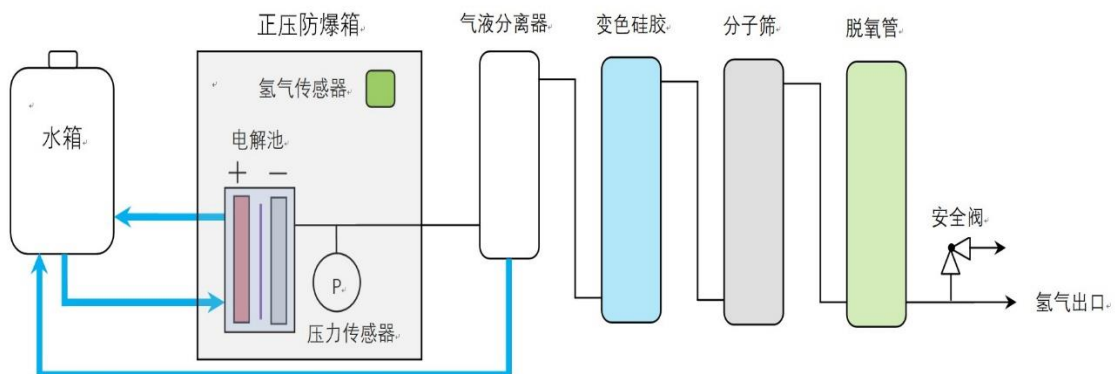 正压防爆箱
气液分离器
变色硅胶
分子筛
脱氧管
氢气传感器
水箱
电解池
+ −
安全阀
P
压力传感器
氢气出口